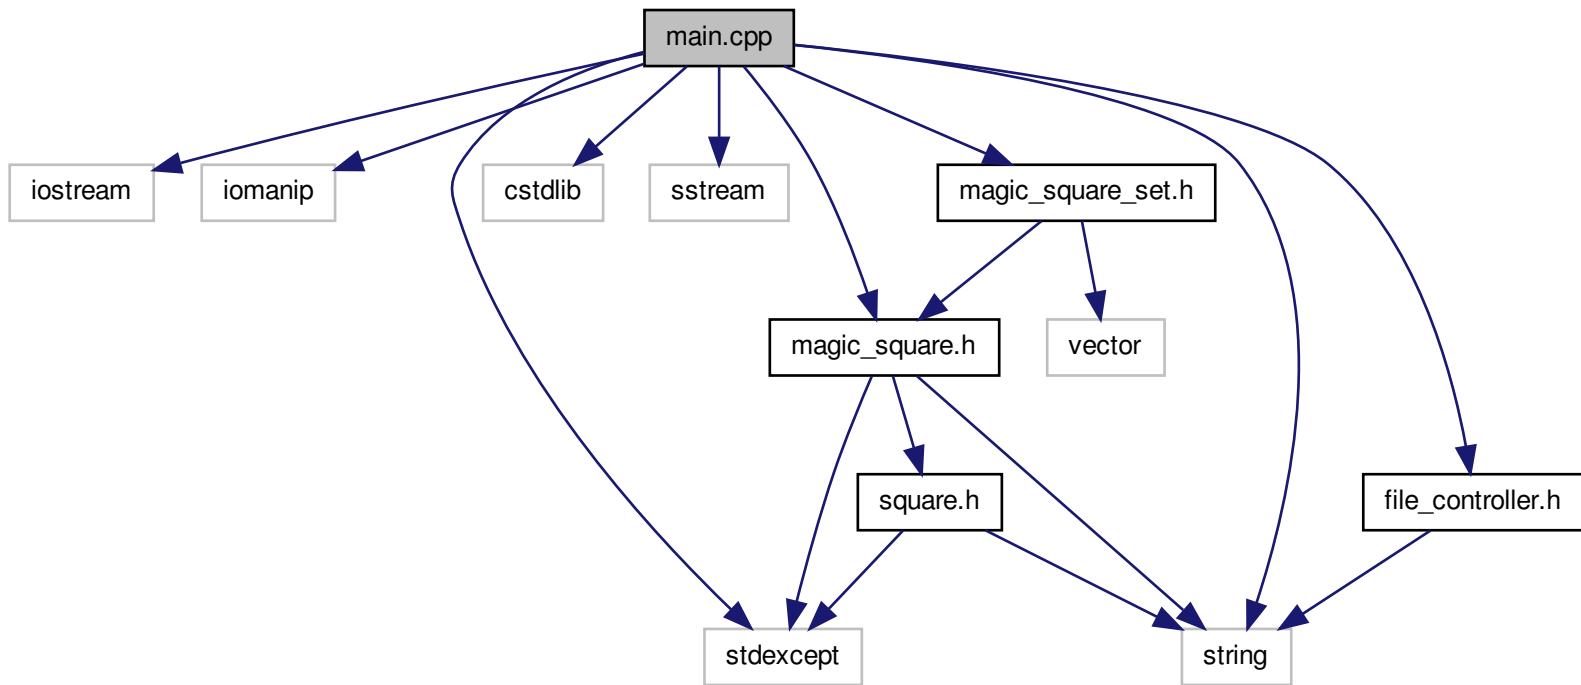 main.cpp
iostream
iomanip
cstdlib
sstream
magic_square_set.h
magic_square.h
vector
square.h
file_controller.h
stdexcept
string